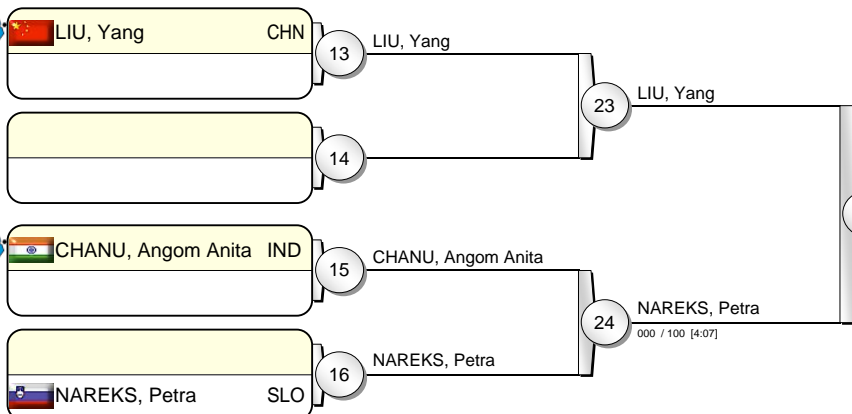 LIU, Yang CHN
13
LIU, Yang
23
LIU, Yang
14
CHANU, Angom Anita IND
15
CHANU, Angom Anita
24
NAREKS, Petra
000 / 100 [4:07]
NAREKS, Petra SLO
16
NAREKS, Petra